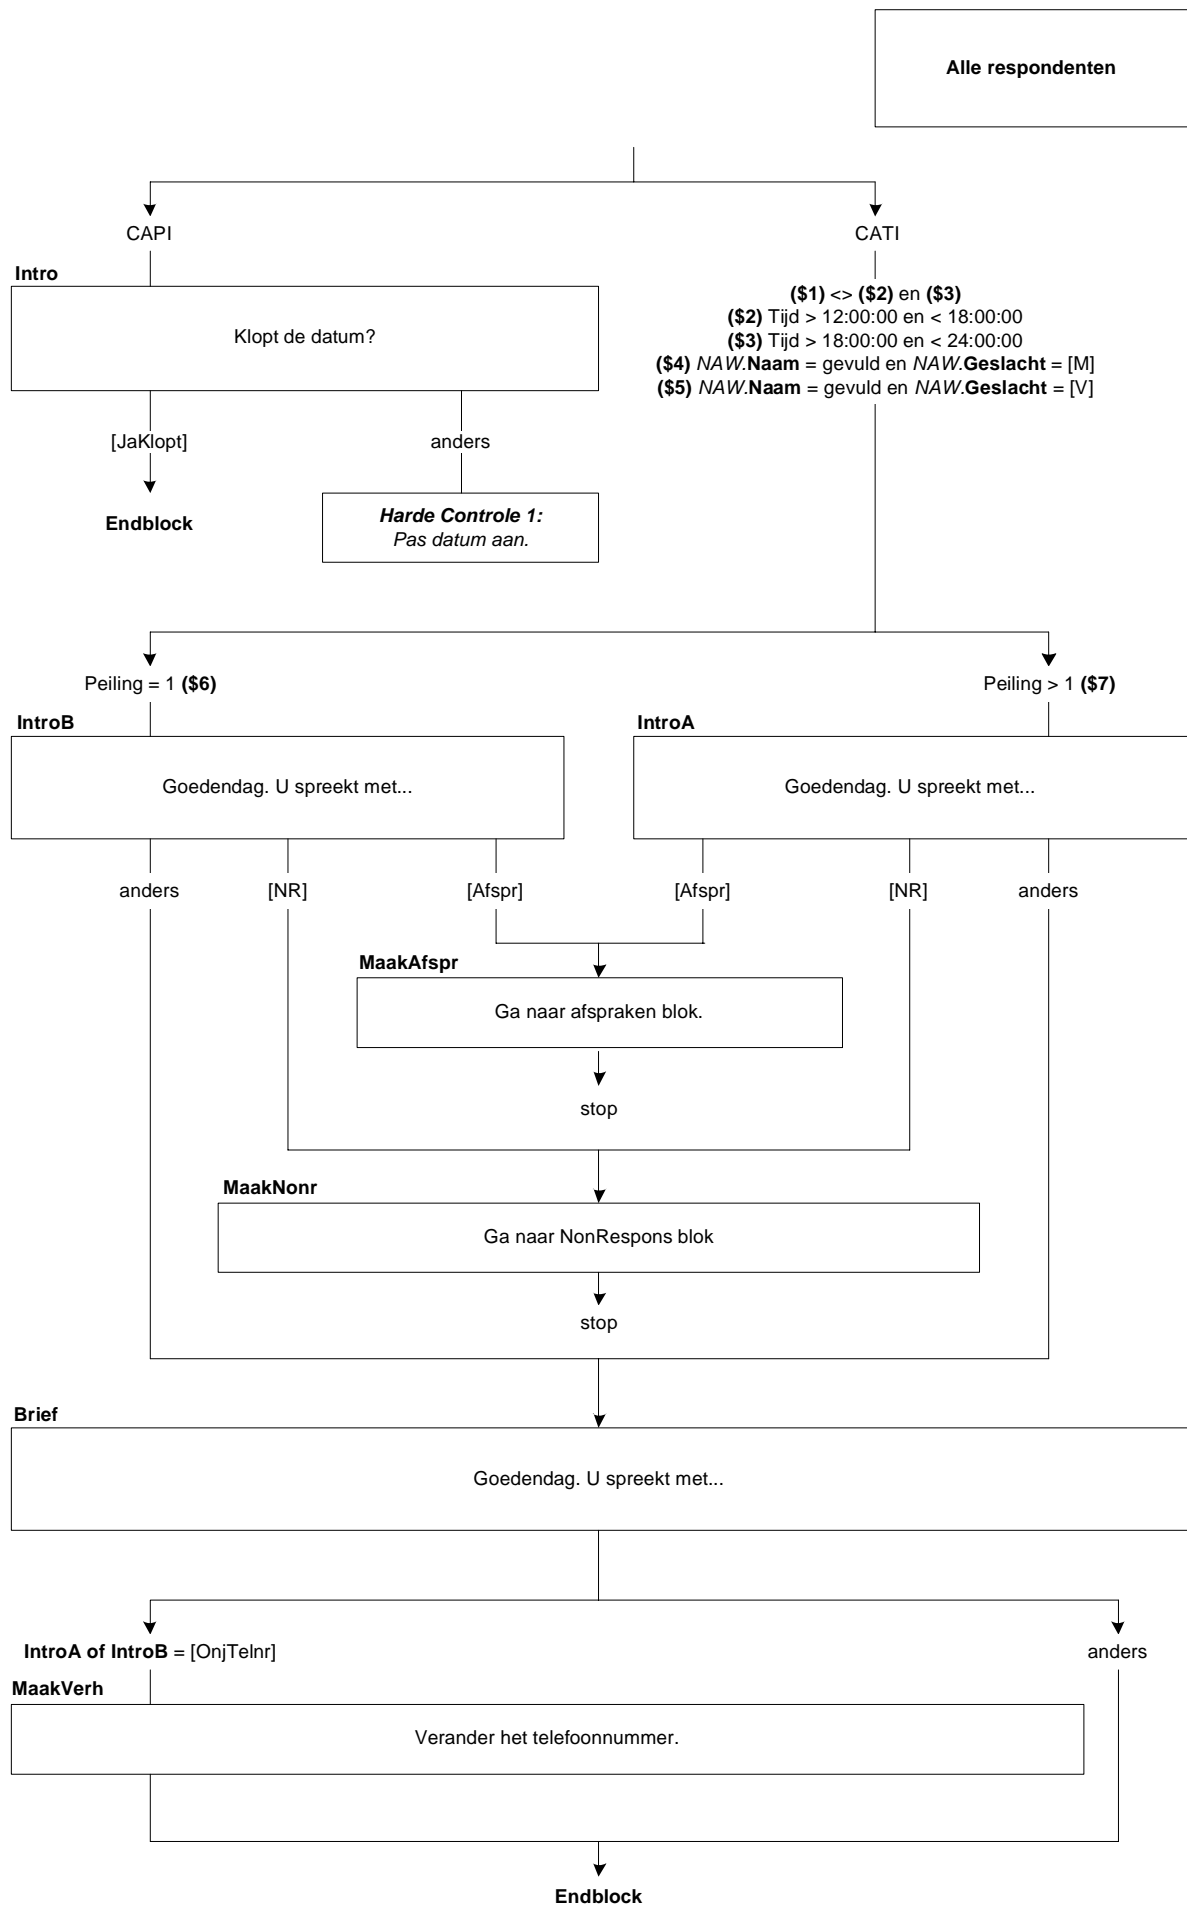 Alle respondenten
CAPI
CATI
Intro
Klopt de datum?
($1) <> ($2) en ($3)
($2) Tijd > 12:00:00 en < 18:00:00
($3) Tijd > 18:00:00 en < 24:00:00
($4) NAW.Naam = gevuld en NAW.Geslacht = [M]
($5) NAW.Naam = gevuld en NAW.Geslacht = [V]
[JaKlopt]
anders
Endblock
Harde Controle 1:
Pas datum aan.
Peiling = 1 ($6)
Peiling > 1 ($7)
IntroB
IntroA
Goedendag. U spreekt met...
Goedendag. U spreekt met...
anders
[NR]
[Afspr]
[Afspr]
[NR]
anders
MaakAfspr
Ga naar afspraken blok.
stop
MaakNonr
Ga naar NonRespons blok
stop
Brief
Goedendag. U spreekt met...
IntroA of IntroB = [OnjTelnr]
anders
MaakVerh
Verander het telefoonnummer.
Endblock